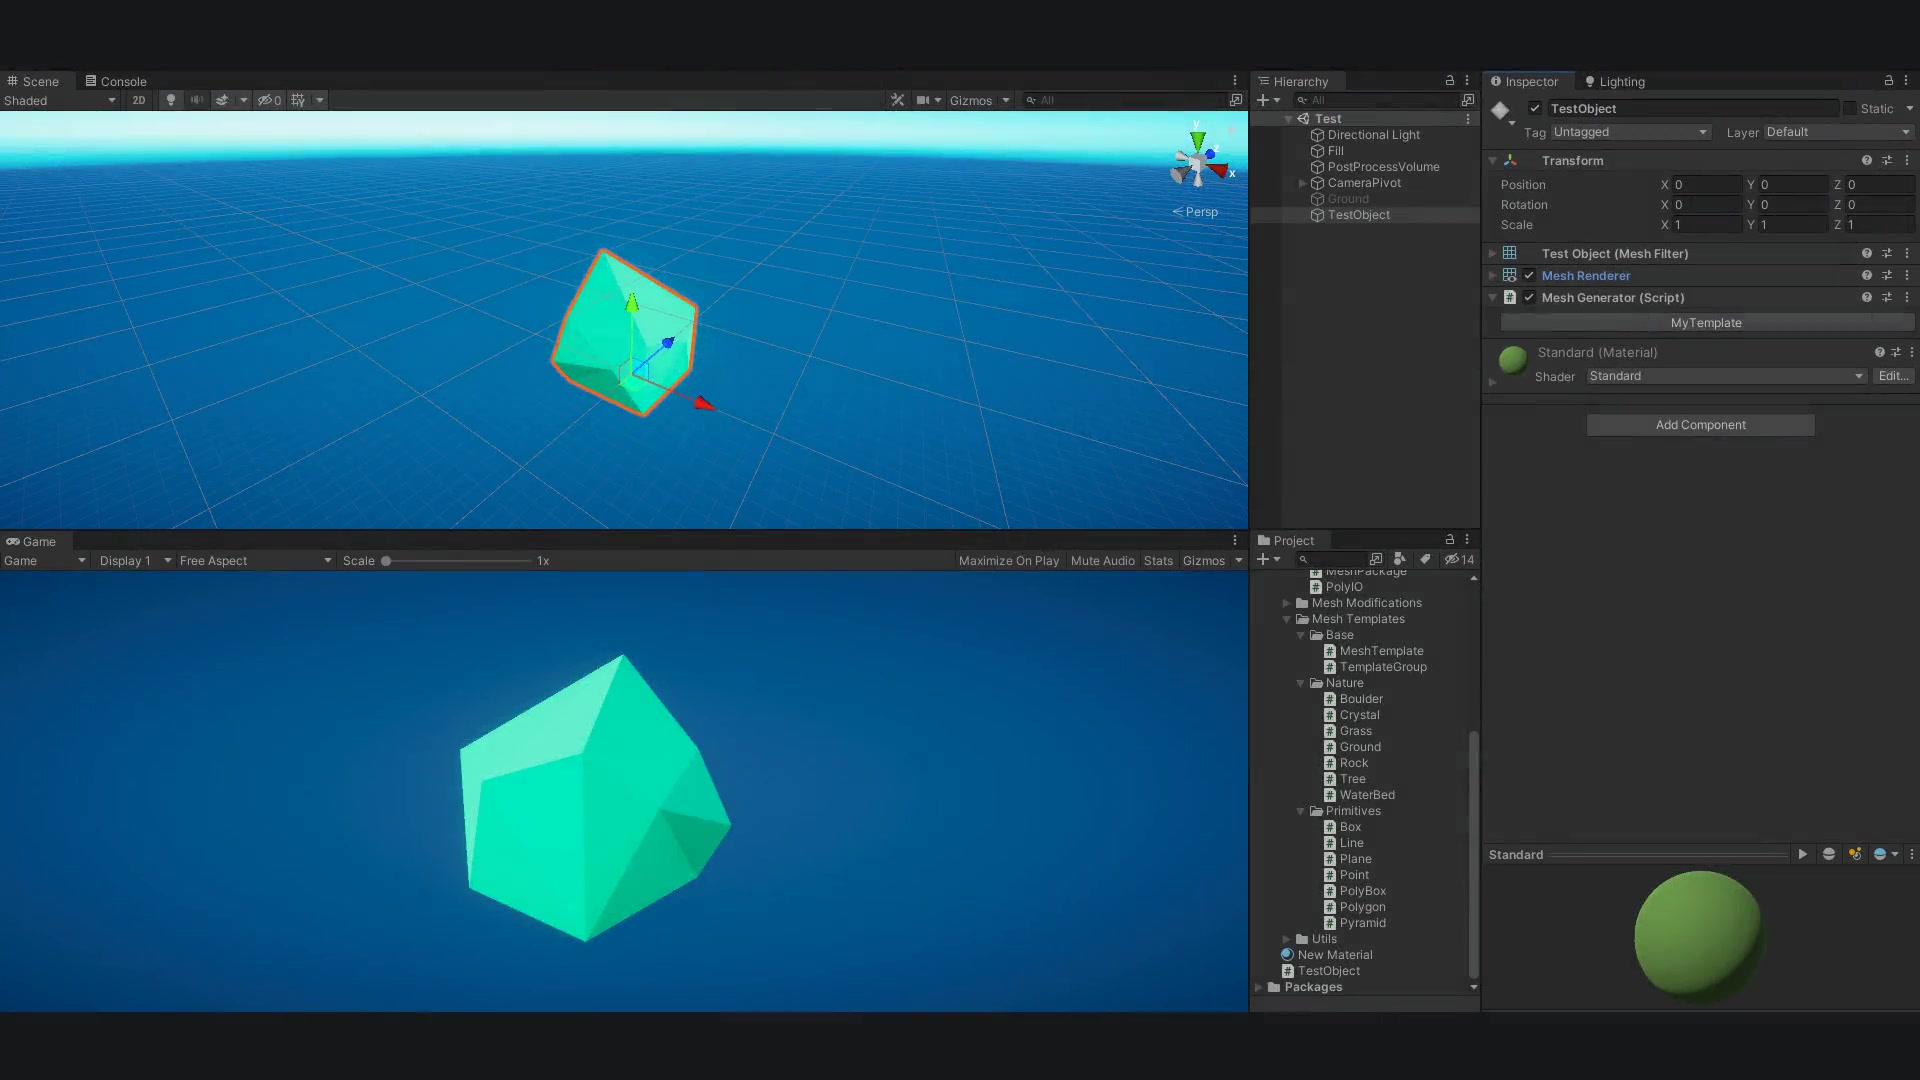 Scene Console
Shaded 2D 0 Gizmos All
y
z
x
Persp
Game
Game Display 1 Free Aspect Scale 1x Maximize On Play Mute Audio Stats Gizmos
Hierarchy
All
Test
Directional Light
Fill
PostProcessVolume
CameraPivot
Ground
TestObject
Project
14
MeshPackage
PolyIO
Mesh Modifications
Mesh Templates
Base
MeshTemplate
TemplateGroup
Nature
Boulder
Crystal
Grass
Ground
Rock
Tree
WaterBed
Primitives
Box
Line
Plane
Point
PolyBox
Polygon
Pyramid
Utils
New Material
TestObject
Packages
Inspector Lighting
TestObject Static
Tag Untagged Layer Default
Transform
Position X 0 Y 0 Z 0
Rotation X 0 Y 0 Z 0
Scale X 1 Y 1 Z 1
Test Object (Mesh Filter)
Mesh Renderer
Mesh Generator (Script)
MyTemplate
Standard (Material)
Shader Standard Edit...
Add Component
Standard